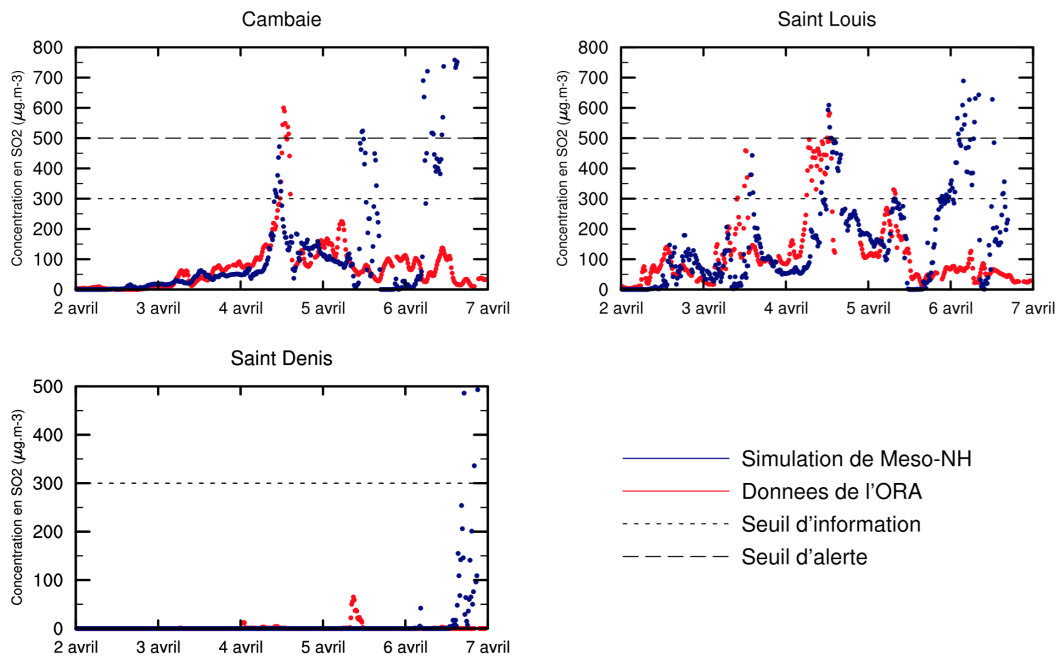 Cambaie
Concentration en SO2 (µg.m-3)
800
700
600
500
400
300
200
100
0
2 avril 3 avril 4 avril 5 avril 6 avril 7 avril
Saint Louis
Concentration en SO2 (µg.m-3)
800
700
600
500
400
300
200
100
0
2 avril 3 avril 4 avril 5 avril 6 avril 7 avril
Saint Denis
Concentration en SO2 (µg.m-3)
500
400
300
200
100
0
2 avril 3 avril 4 avril 5 avril 6 avril 7 avril
Simulation de Meso-NH
Donnees de l'ORA
Seuil d'information
Seuil d'alerte